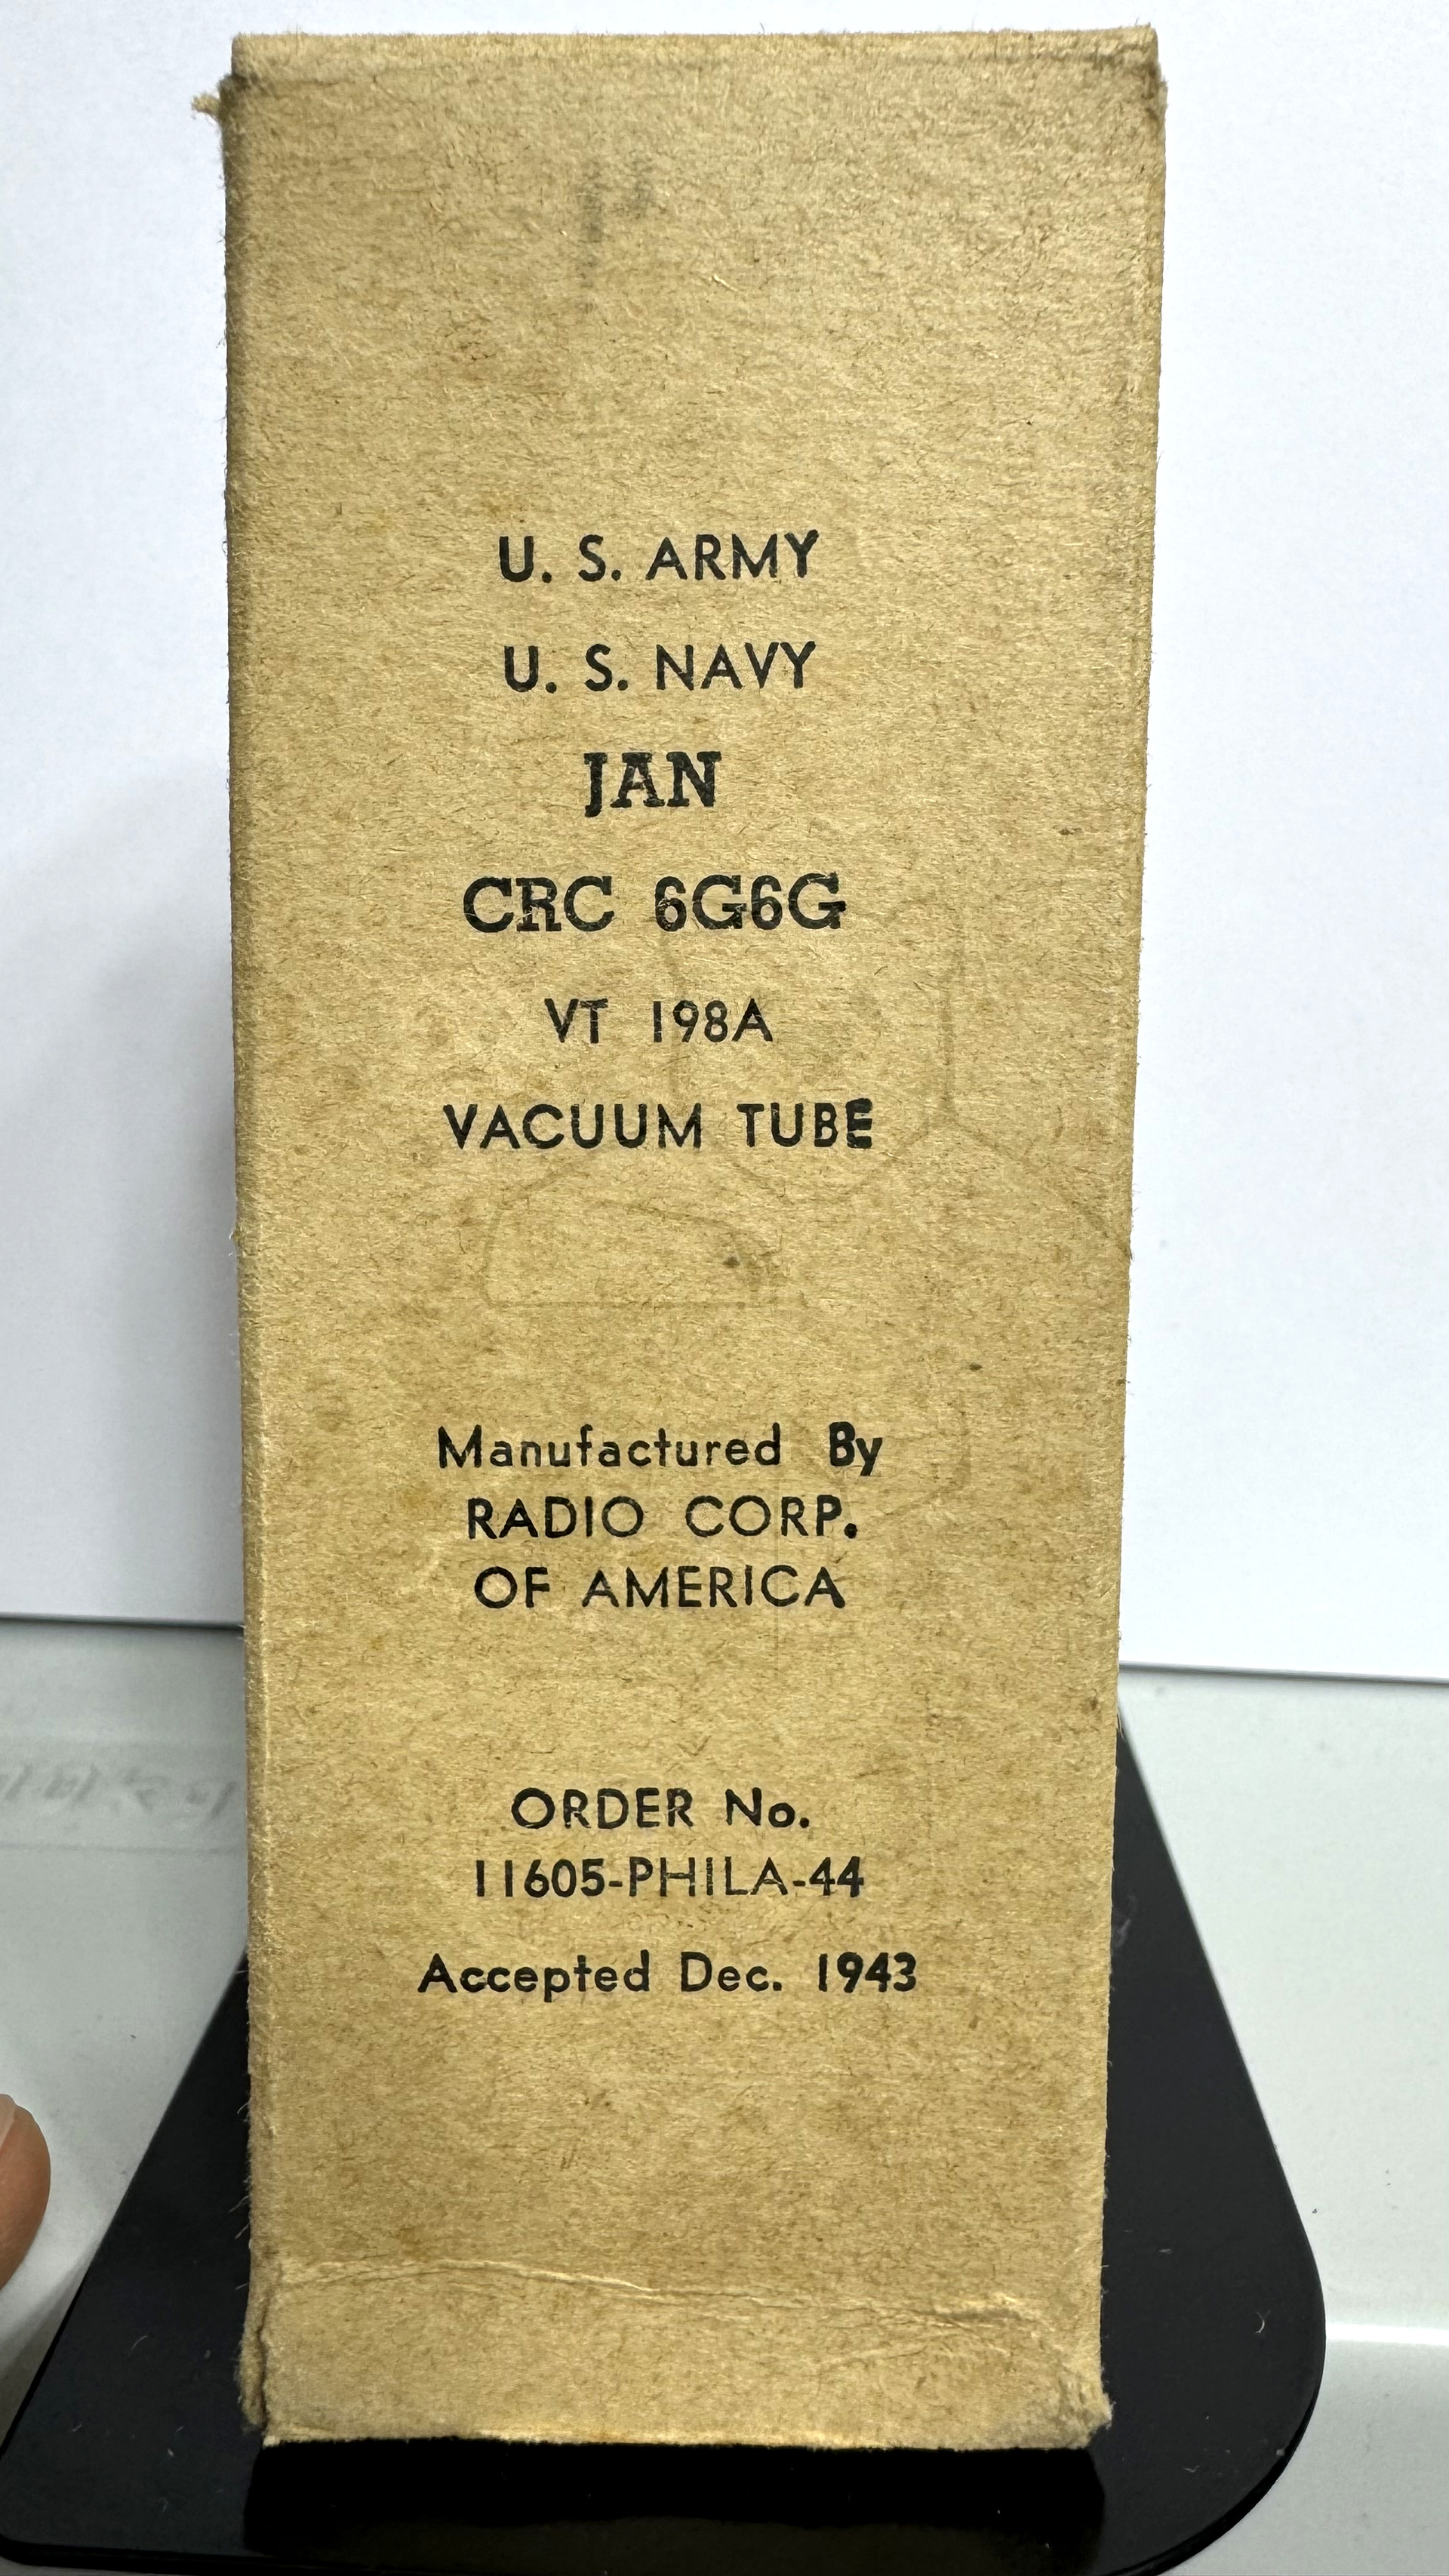 U. S. ARMY
U. S. NAVY
JAN
CRC 6G6G
VT 198A
VACUUM TUBE
Manufactured By
RADIO CORP.
OF AMERICA
ORDER No.
11605-PHILA-44
Accepted Dec. 1943